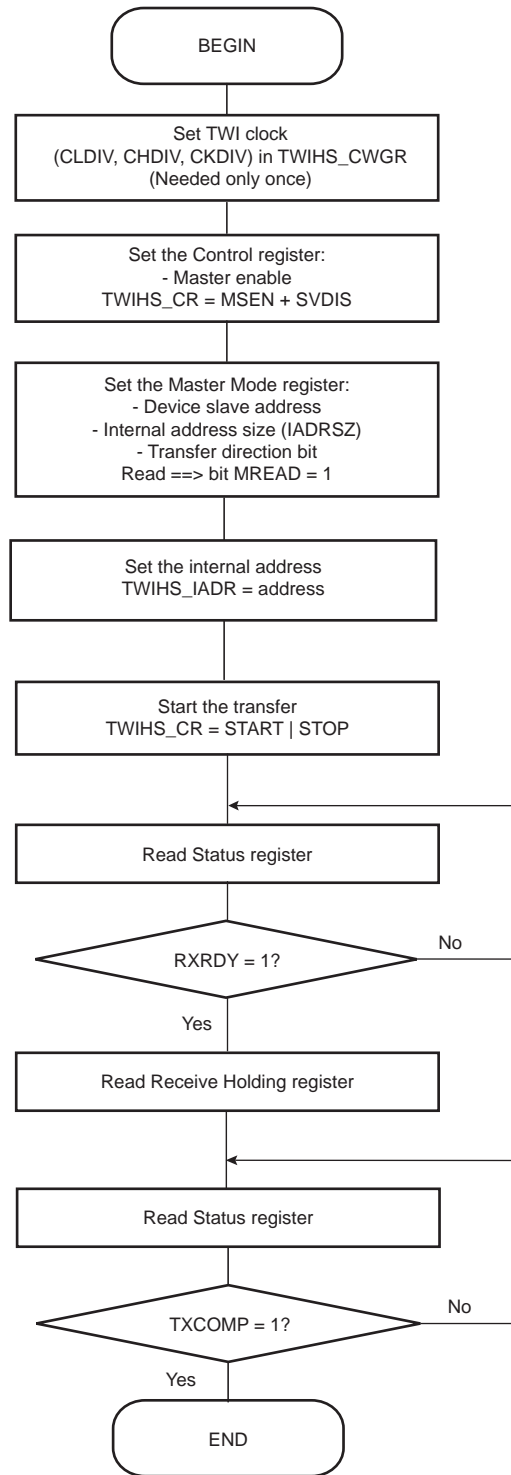 BEGIN
Set TWI clock
(CLDIV, CHDIV, CKDIV) in TWIHS_CWGR
(Needed only once)
Set the Control register:
- Master enable
TWIHS_CR = MSEN + SVDIS
Set the Master Mode register:
- Device slave address
- Internal address size (IADRSZ)
- Transfer direction bit
Read ==> bit MREAD = 1
Set the internal address
TWIHS_IADR = address
Start the transfer
TWIHS_CR = START | STOP
Read Status register
RXRDY = 1?
No
Yes
Read Receive Holding register
Read Status register
TXCOMP = 1?
No
Yes
END